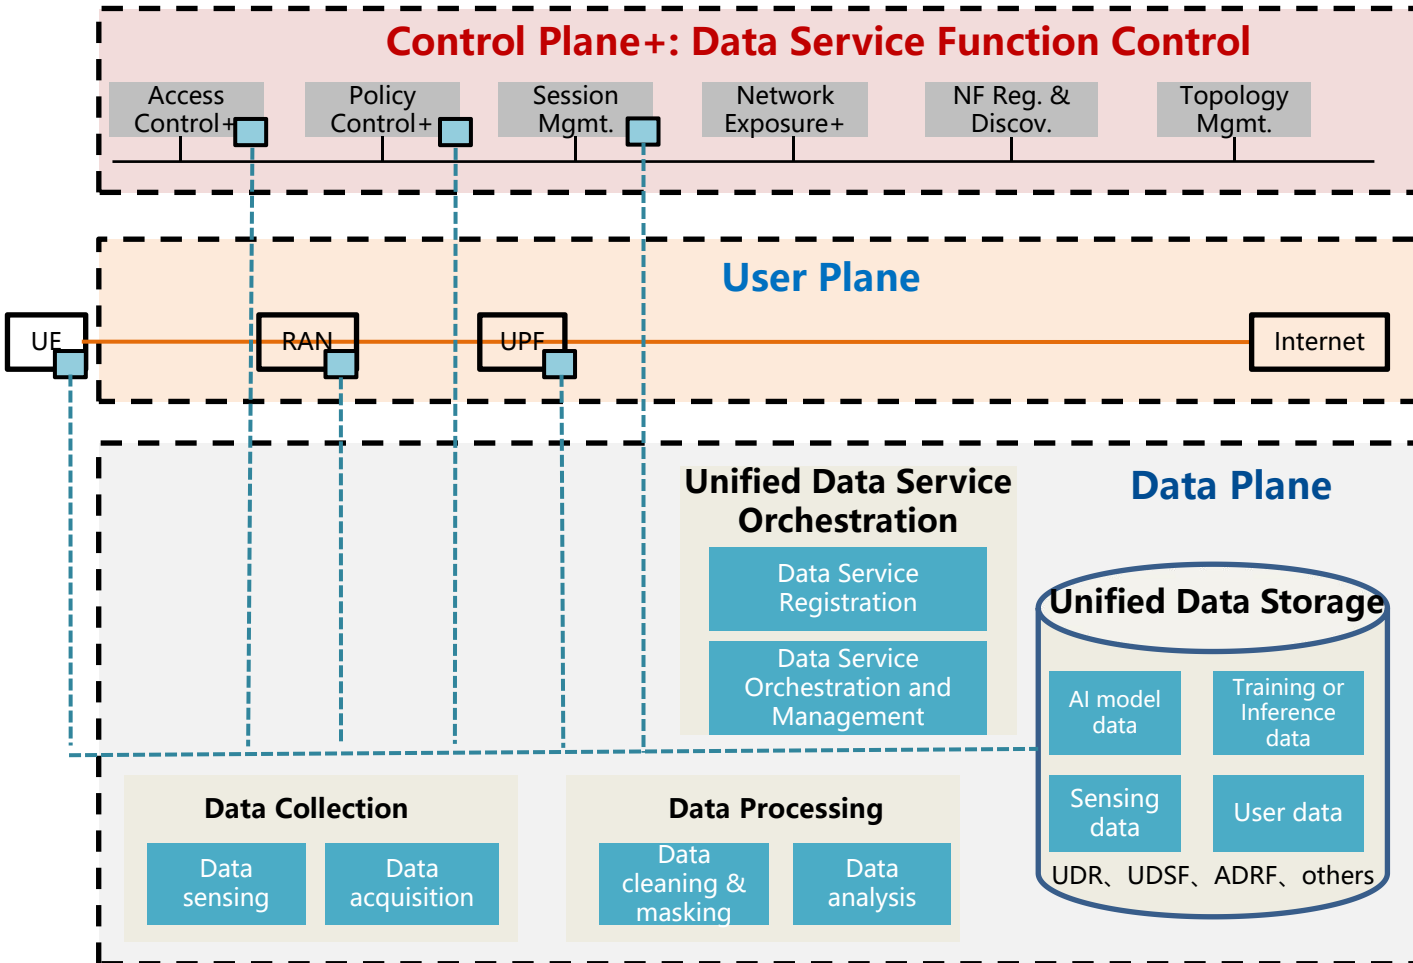 Control Plane+: Data Service Function Control
Access
Control+
Policy
Control+
Session
Mgmt.
Network
Exposure+
NF Reg. &
Discov.
Topology
Mgmt.
User Plane
UE
RAN
UPF
Internet
Unified Data Service
Orchestration
Data Service
Registration
Data Service
Orchestration and
Management
Data Plane
Unified Data Storage
AI model
data
Training or
Inference
data
Sensing
data
User data
UDR、UDSF、ADRF、others
Data Collection
Data
sensing
Data
acquisition
Data Processing
Data
cleaning &
masking
Data
analysis